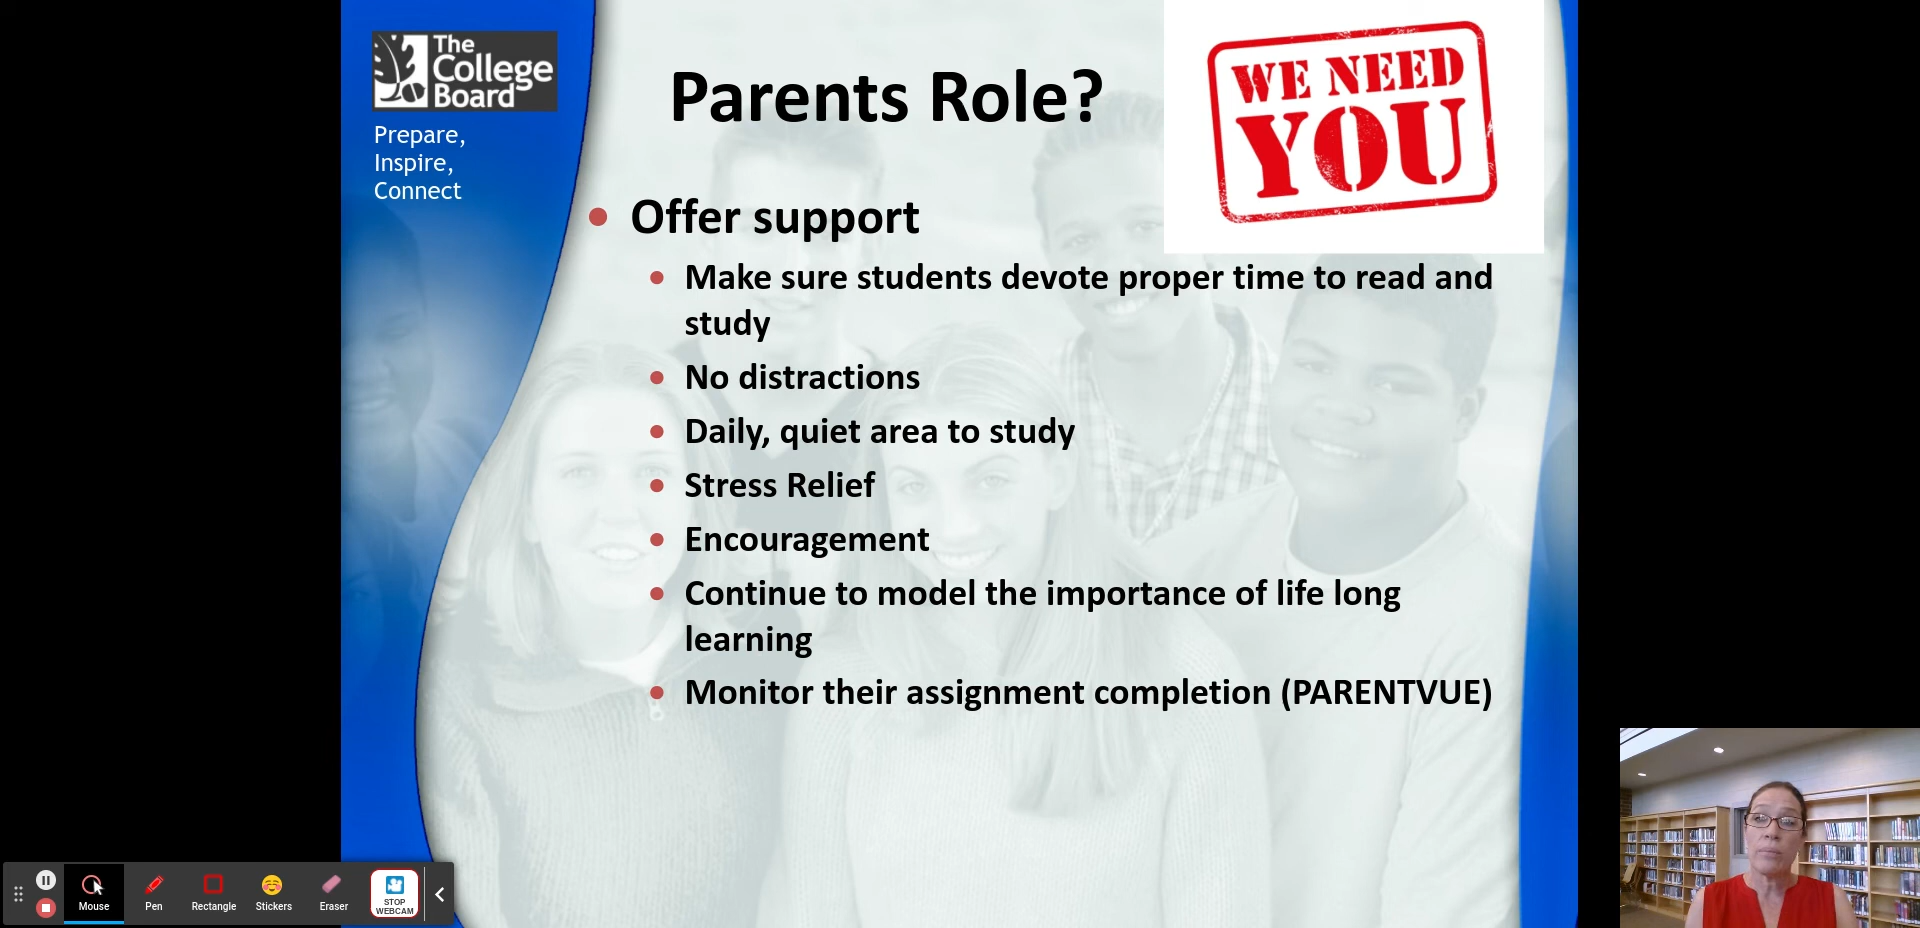 The
College
Board
Prepare,
Inspire,
Connect
Parents Role?
WE NEED
YOU
Offer support
Make sure students devote proper time to read and
study
No distractions
Daily, quiet area to study
Stress Relief
Encouragement
Continue to model the importance of life long
learning
Monitor their assignment completion (PARENTVUE)
Mouse
Pen
Rectangle
Stickers
Eraser
STOP
WEBCAM